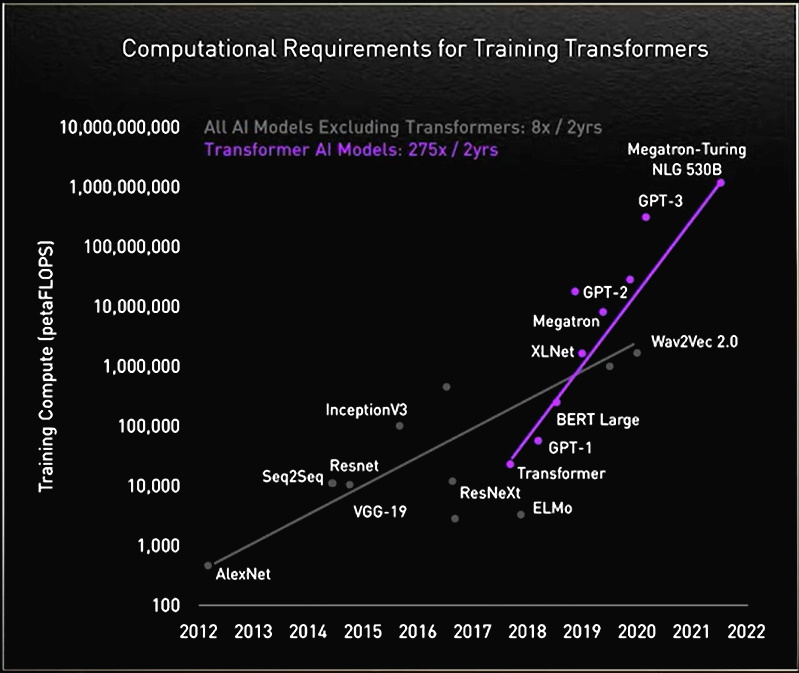 Computational Requirements for Training Transformers
All AI Models Excluding Transformers: 8x / 2yrs
Transformer AI Models: 275x / 2yrs
Training Compute (petaFLOPS)
10,000,000,000
1,000,000,000
100,000,000
10,000,000
1,000,000
100,000
10,000
1,000
100
Megatron-Turing
NLG 530B
GPT-3
GPT-2
Megatron
XLNet
Wav2Vec 2.0
InceptionV3
BERT Large
GPT-1
Seq2Seq
Resnet
Transformer
VGG-19
ResNeXt
ELMo
AlexNet
2012 2013 2014 2015 2016 2017 2018 2019 2020 2021 2022